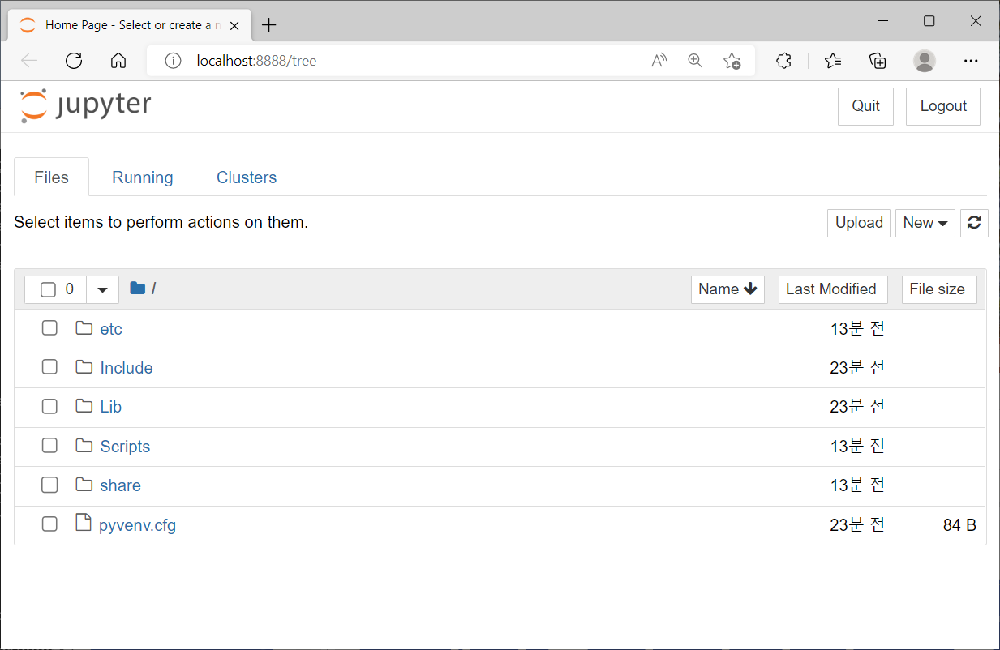 Home Page - Select or create a n
localhost:8888/tree
jupyter Quit Logout
Files Running Clusters
Select items to perform actions on them. Upload New
0 / Name Last Modified File size
etc 13분 전
Include 23분 전
Lib 23분 전
Scripts 13분 전
share 13분 전
pyvenv.cfg 23분 전 84 B